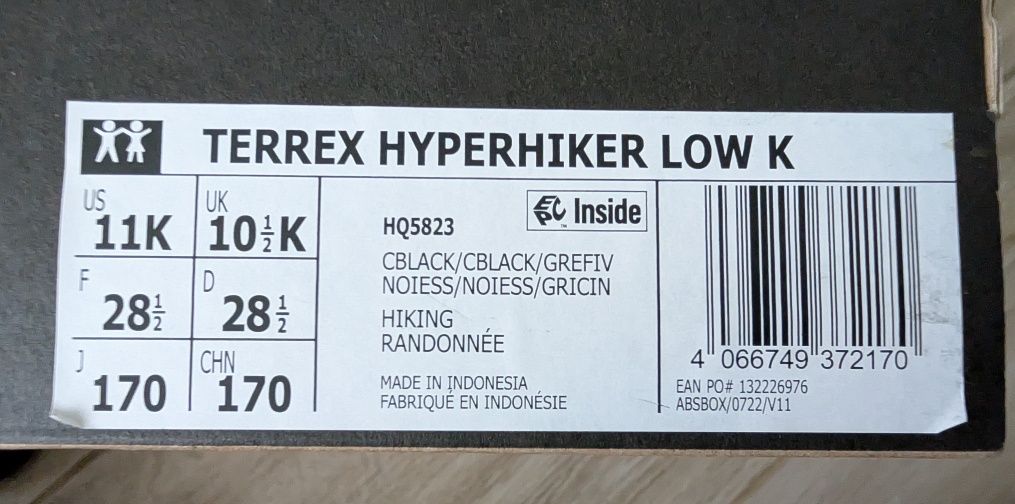 TERREX HYPERHIKER LOW K
US
11K
UK
10½K
F
28½
D
28½
J
170
CHN
170
HQ5823
Inside
™
CBLACK/CBLACK/GREFIV
NOIESS/NOIESS/GRICIN
HIKING
RANDONNÉE
MADE IN INDONESIA
FABRIQUÉ EN INDONÉSIE
4 066749 372170
EAN PO# 132226976
ABSBOX/0722/V11